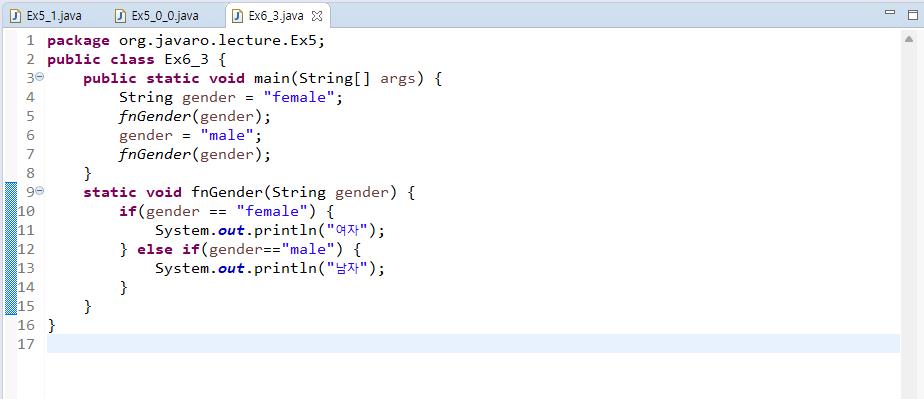 Ex5_1.java Ex5_0_0.java Ex6_3.java
1 package org.javaro.lecture.Ex5;
2 public class Ex6_3 {
3 public static void main(String[] args) {
4 String gender = "female";
5 fnGender(gender);
6 gender = "male";
7 fnGender(gender);
8 }
9 static void fnGender(String gender) {
10 if(gender == "female") {
11 System.out.println("여자");
12 } else if(gender=="male") {
13 System.out.println("남자");
14 }
15 }
16 }
17